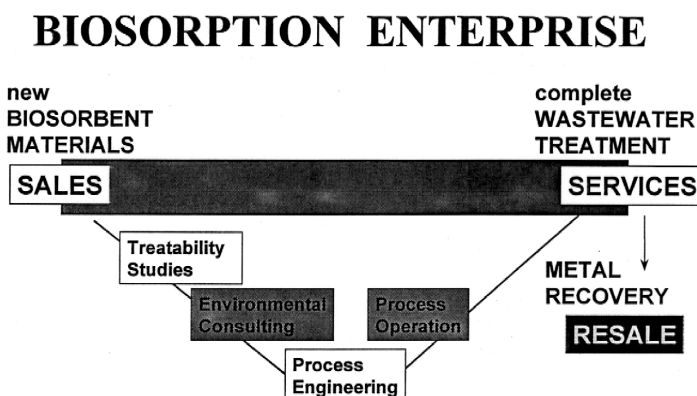 BIOSORPTION ENTERPRISE
new
BIOSORBENT
MATERIALS
SALES
complete
WASTEWATER
TREATMENT
SERVICES
Treatability
Studies
Environmental
Consulting
Process
Engineering
Process
Operation
METAL
RECOVERY
RESALE